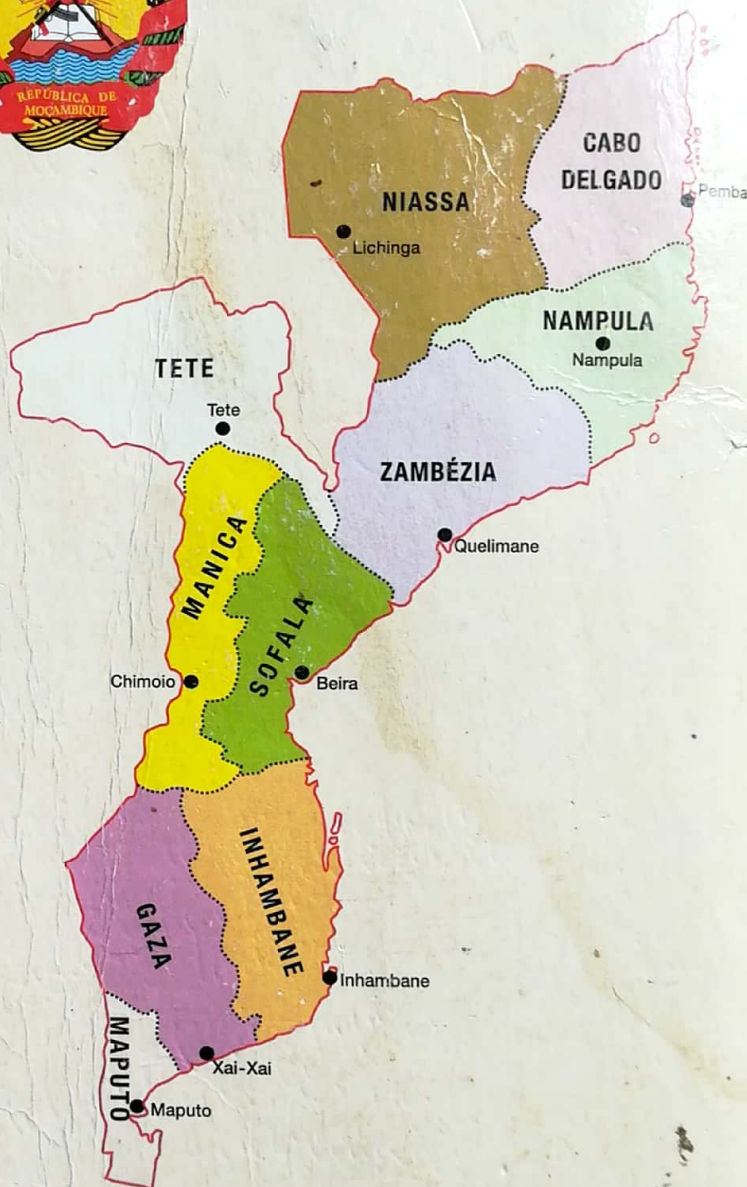 REPÚBLICA DE
MOÇAMBIQUE
CABO
DELGADO
NIASSA
Pemba
Lichinga
NAMPULA
Nampula
TETE
Tete
ZAMBÉZIA
MANICA
Quelimane
SOFALA
Chimoio
Beira
INHAMBANE
GAZA
Inhambane
MAPUTO
Xai-Xai
Maputo